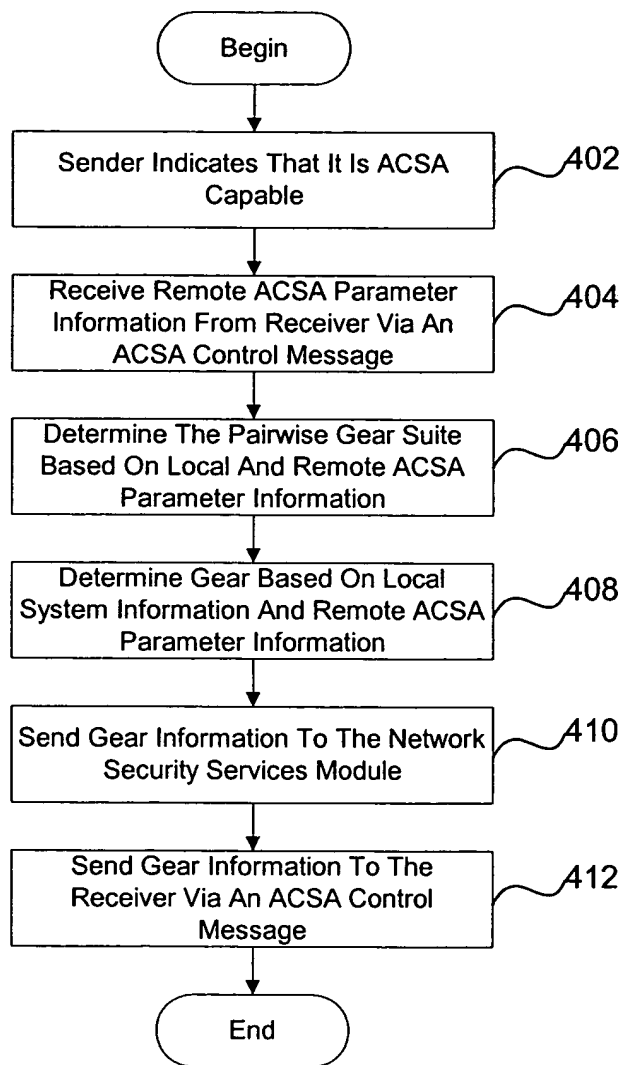 Begin
Sender Indicates That It Is ACSA
Capable
402
Receive Remote ACSA Parameter
Information From Receiver Via An
ACSA Control Message
404
Determine The Pairwise Gear Suite
Based On Local And Remote ACSA
Parameter Information
406
Determine Gear Based On Local
System Information And Remote ACSA
Parameter Information
408
Send Gear Information To The Network
Security Services Module
410
Send Gear Information To The
Receiver Via An ACSA Control
Message
412
End